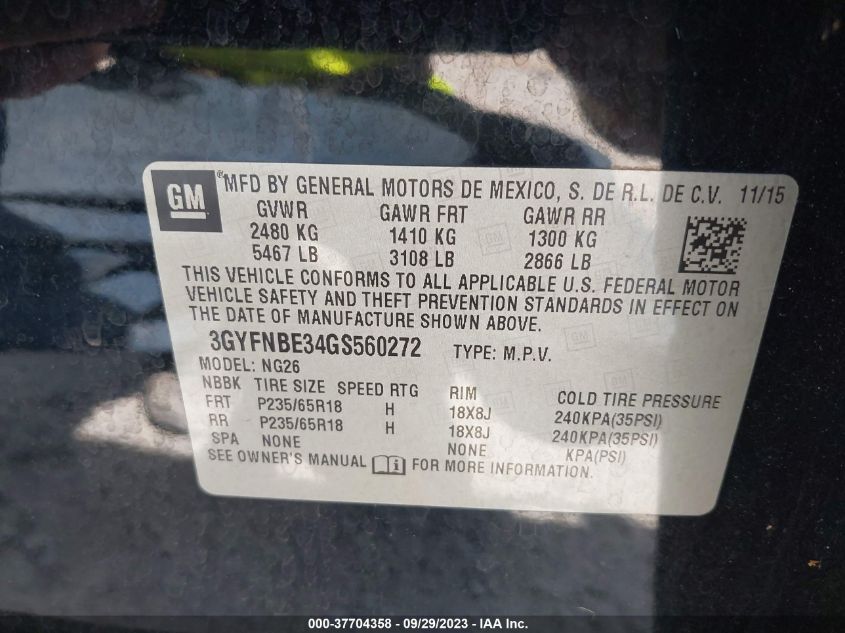 GM ®MFD BY GENERAL MOTORS DE MEXICO, S. DE R.L. DE C.V. 11/15
GVWR GAWR FRT GAWR RR
2480 KG 1410 KG 1300 KG
5467 LB 3108 LB 2866 LB
THIS VEHICLE CONFORMS TO ALL APPLICABLE U.S. FEDERAL MOTOR
VEHICLE SAFETY AND THEFT PREVENTION STANDARDS IN EFFECT ON
THE DATE OF MANUFACTURE SHOWN ABOVE.
3GYFNBE34GS560272 TYPE: M.P.V.
MODEL: NG26
NBBK TIRE SIZE SPEED RTG RIM COLD TIRE PRESSURE
FRT P235/65R18 H 18X8J 240KPA(35PSI)
RR P235/65R18 H 18X8J 240KPA(35PSI)
SPA NONE NONE KPA(PSI)
SEE OWNER'S MANUAL FOR MORE INFORMATION.
000-37704358 - 09/29/2023 - IAA Inc.